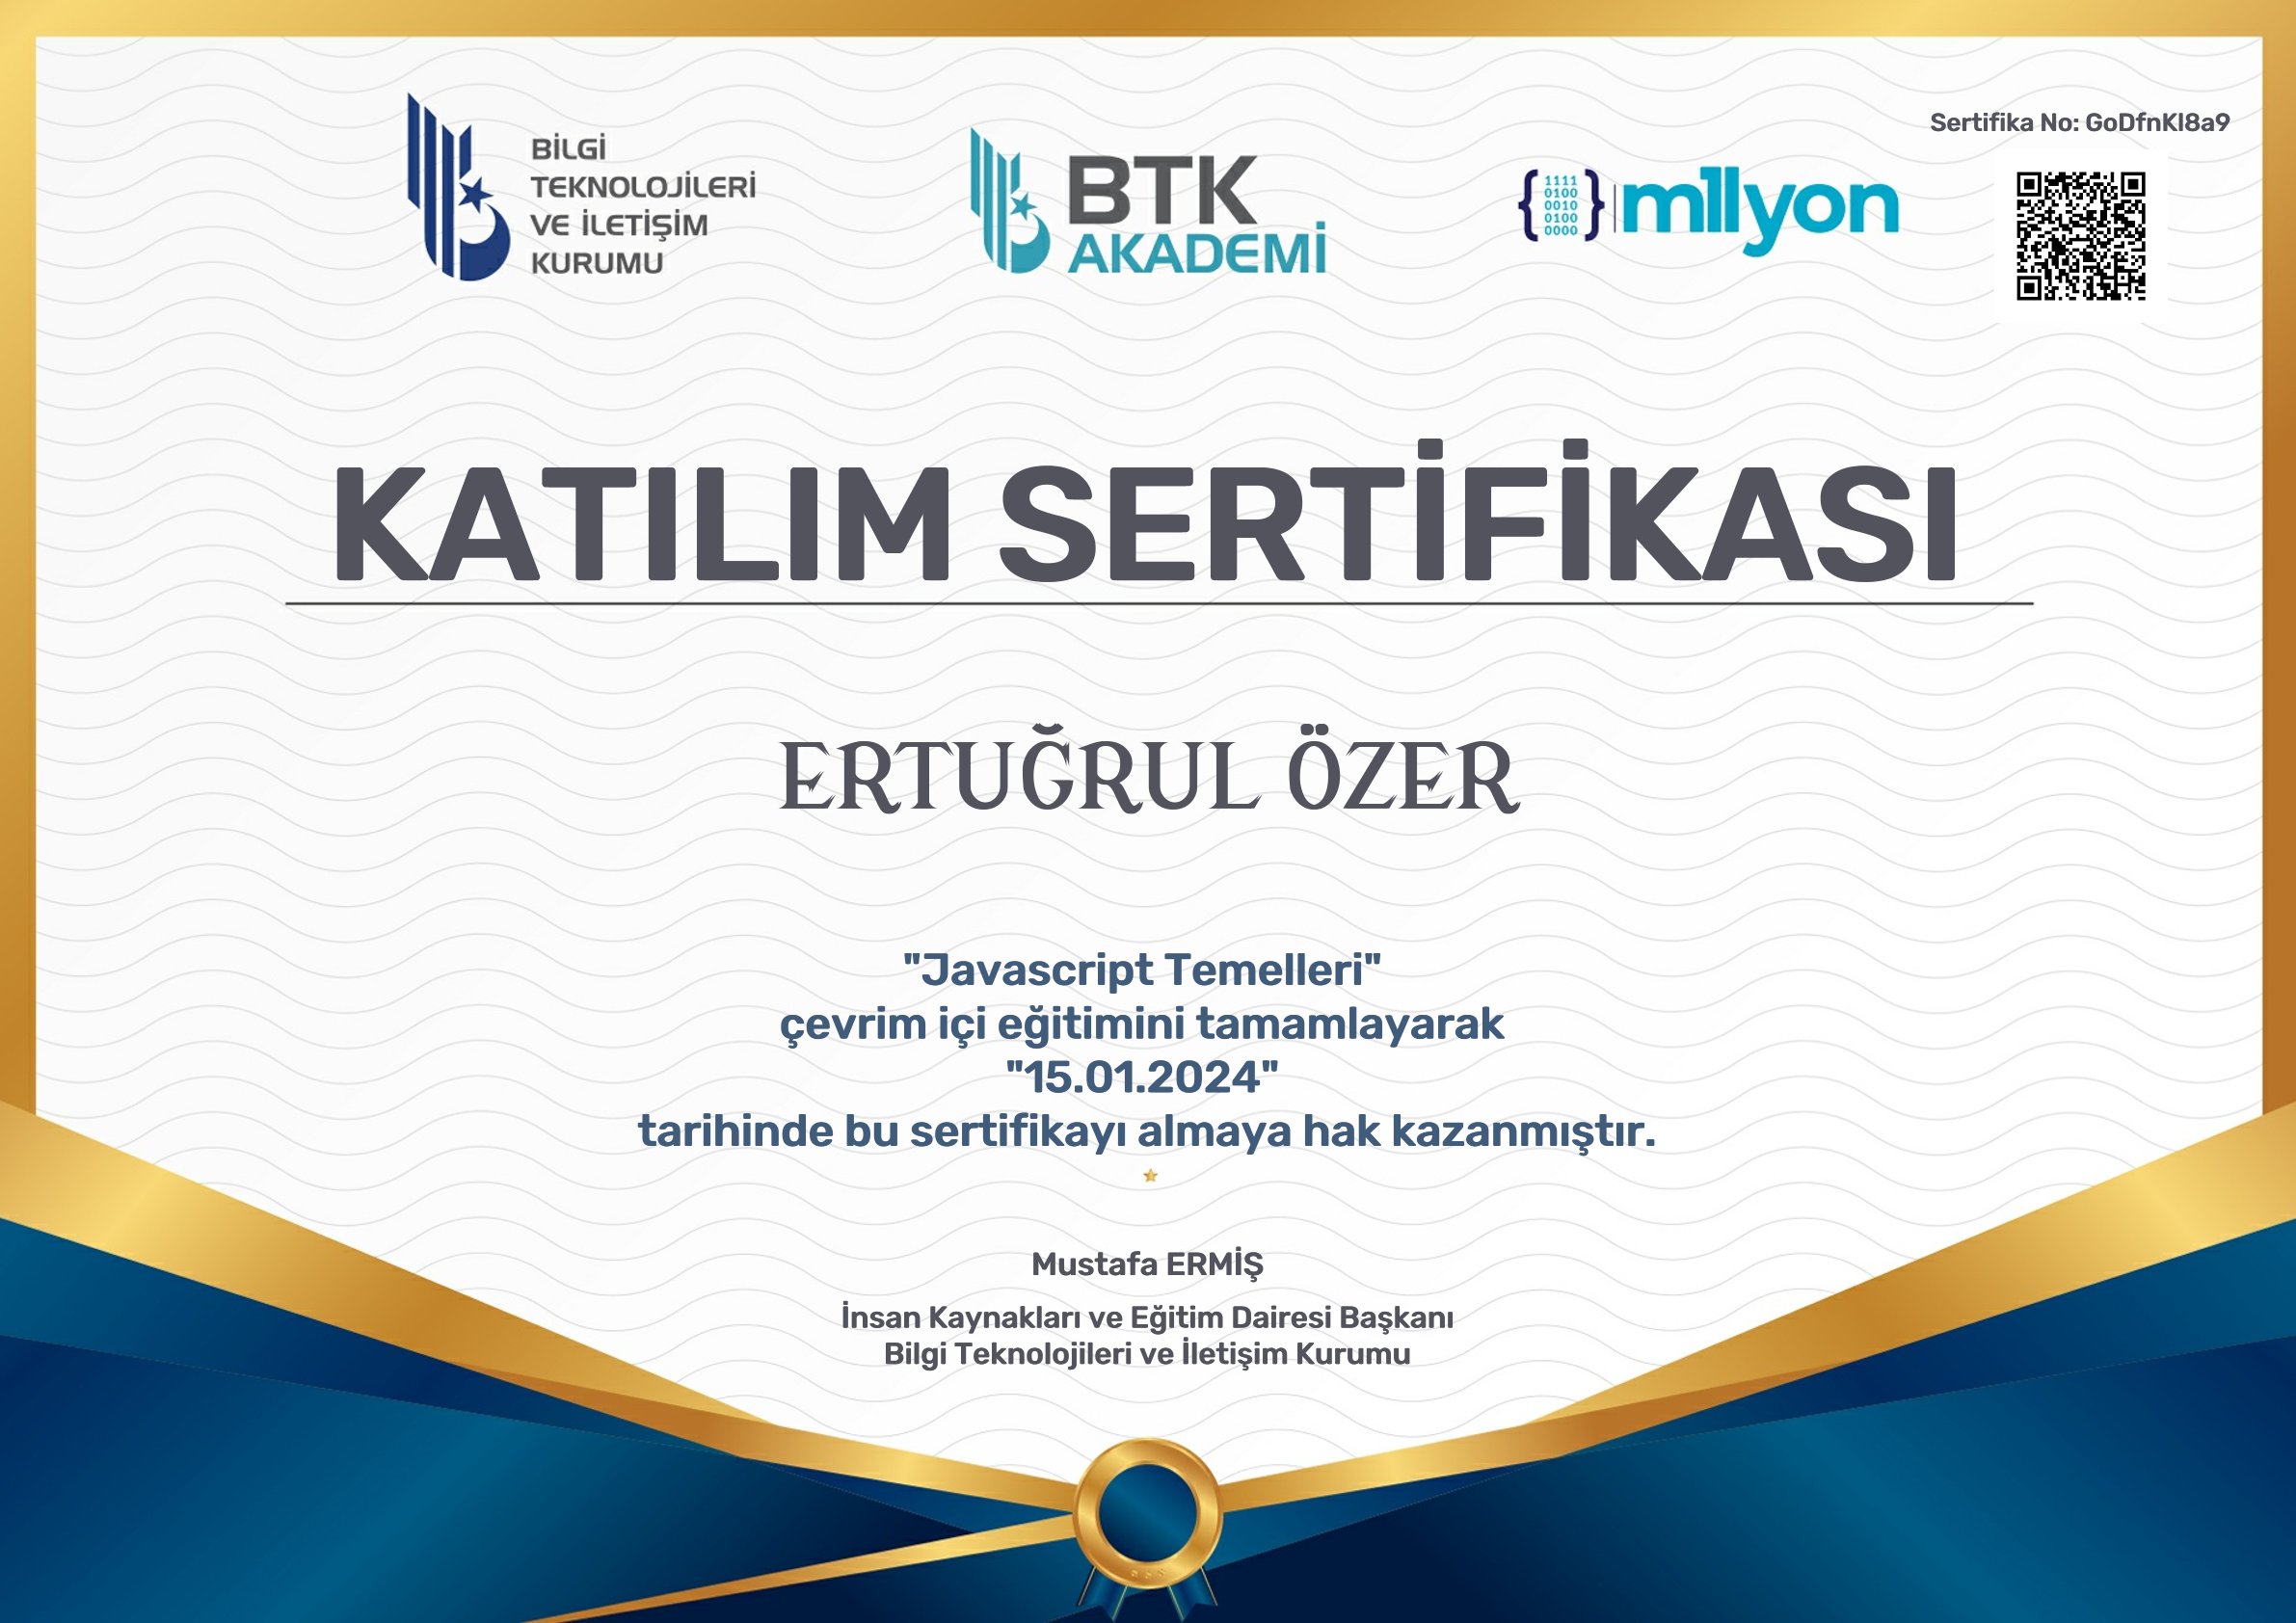 BİLGİ
TEKNOLOJİLERİ
VE İLETİŞİM
KURUMU
BTK
AKADEMİ
{
1111
0100
0010
0100
0000
} m1lyon
Sertifika No: GoDfnKl8a9
KATILIM SERTİFİKASI
ERTUĞRUL ÖZER
"Javascript Temelleri"
çevrim içi eğitimini tamamlayarak
"15.01.2024"
tarihinde bu sertifikayı almaya hak kazanmıştır.
Mustafa ERMİŞ
İnsan Kaynakları ve Eğitim Dairesi Başkanı
Bilgi Teknolojileri ve İletişim Kurumu